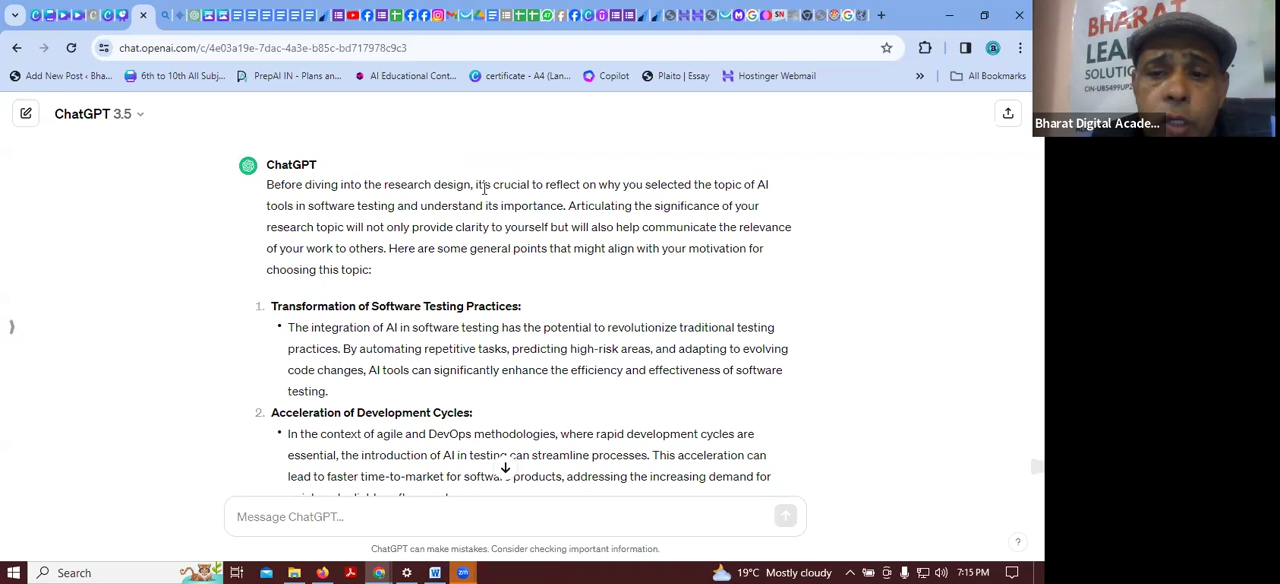 chat.openai.com/c/4e03a19e-7dac-4a3e-b85c-bd717978c9c3
Add New Post ‹ Bha...
6th to 10th All Subj...
PrepAI IN - Plans an...
AI Educational Cont...
certificate - A4 (Lan...
Copilot
Plaito | Essay
Hostinger Webmail
»
All Bookmarks
BHARAT
LEA
SOLUTIO
CIN-U85499UP2
Bharat Digital Acade...
ChatGPT 3.5
ChatGPT
Before diving into the research design, it's crucial to reflect on why you selected the topic of AI
tools in software testing and understand its importance. Articulating the significance of your
research topic will not only provide clarity to yourself but will also help communicate the relevance
of your work to others. Here are some general points that might align with your motivation for
choosing this topic:
1. Transformation of Software Testing Practices:
• The integration of AI in software testing has the potential to revolutionize traditional testing
practices. By automating repetitive tasks, predicting high-risk areas, and adapting to evolving
code changes, AI tools can significantly enhance the efficiency and effectiveness of software
testing.
2. Acceleration of Development Cycles:
• In the context of agile and DevOps methodologies, where rapid development cycles are
essential, the introduction of AI in testing can streamline processes. This acceleration can
lead to faster time-to-market for software products, addressing the increasing demand for
Message ChatGPT...
ChatGPT can make mistakes. Consider checking important information.
?
Search
19°C Mostly cloudy
7:15 PM